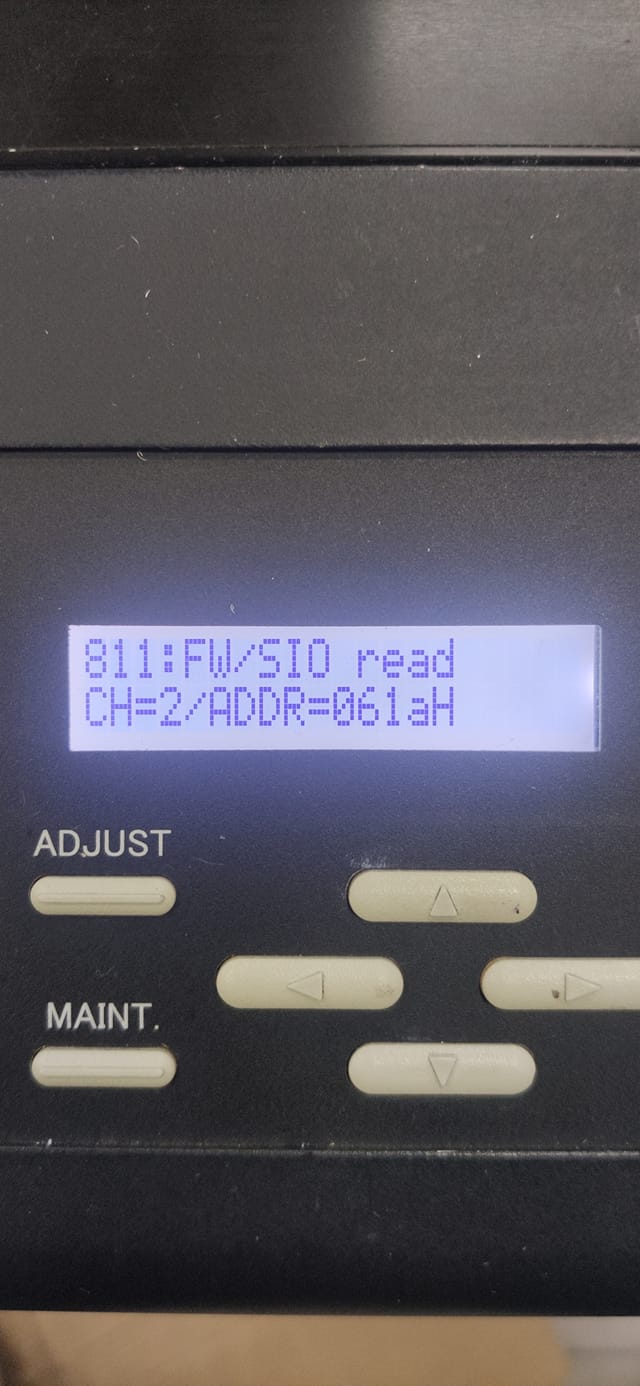 811:FW/SIO read
CH=2/ADDR=061aH
ADJUST
MAINT.